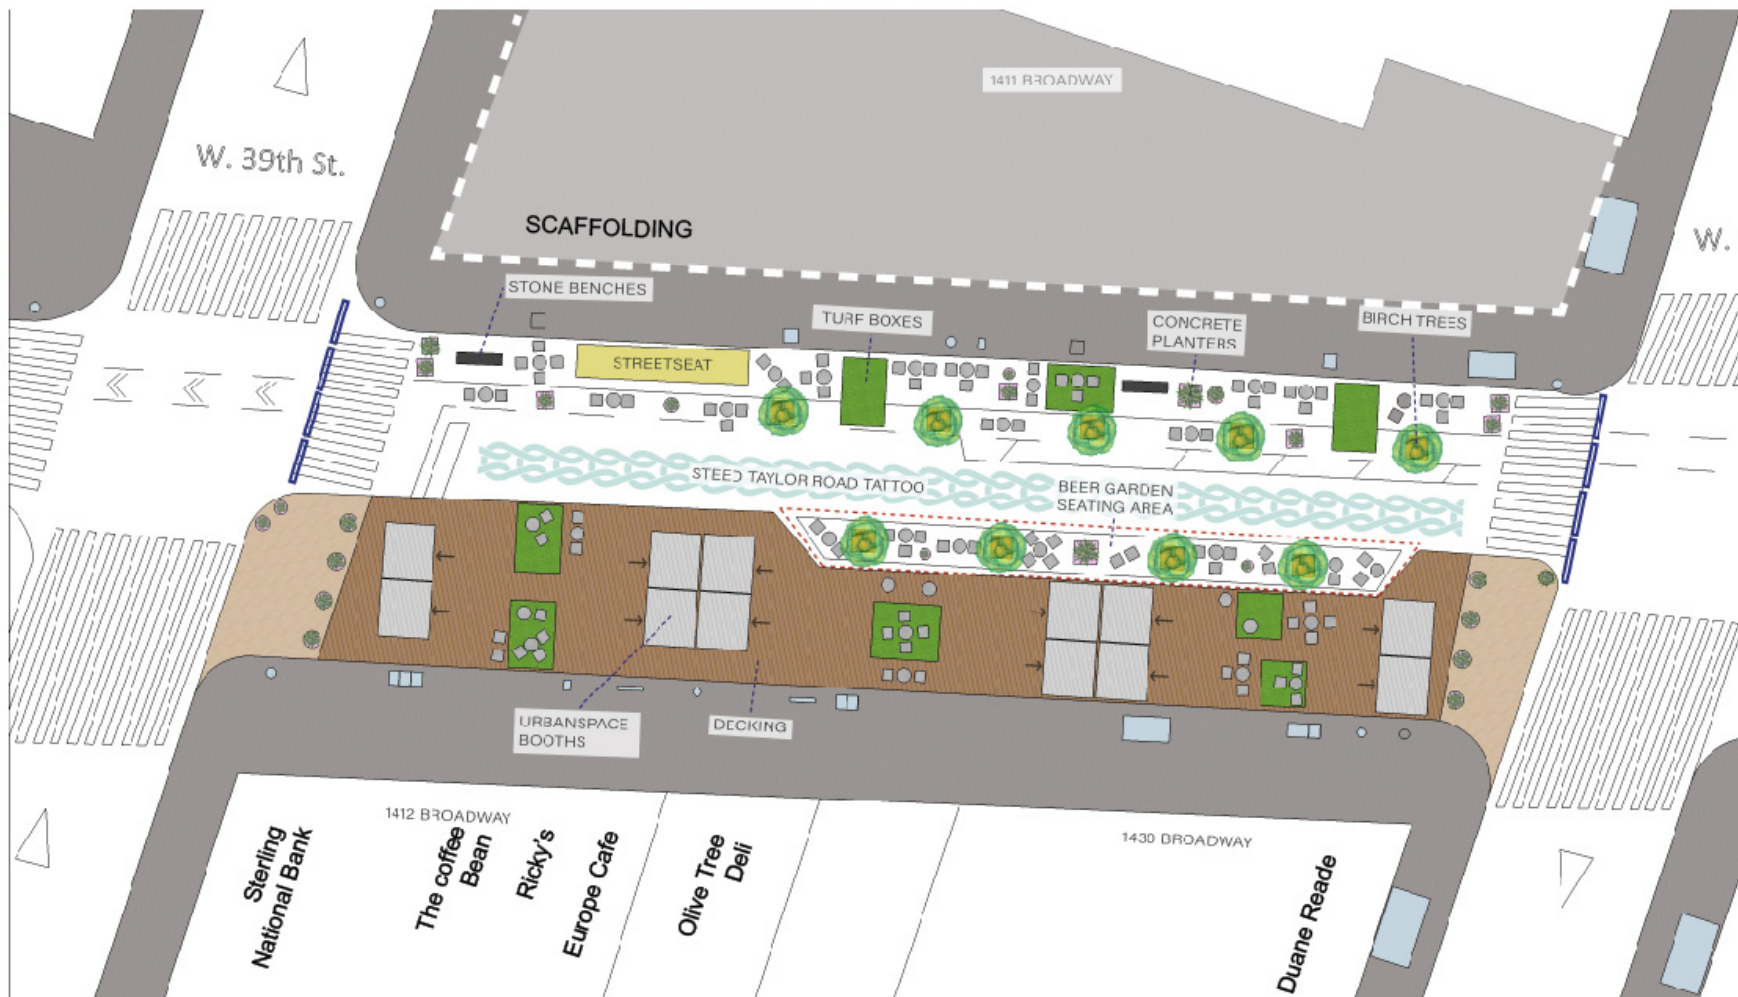 1411 BROADWAY
W. 39th St.
SCAFFOLDING
W.
STONE BENCHES
TURF BOXES
CONCRETE
PLANTERS
BIRCH TREES
STREETSEAT
STEED TAYLOR ROAD TATTOO
BEER GARDEN
SEATING AREA
URBANSPACE
BOOTHS
DECKING
1412 BROADWAY
1430 BROADWAY
Sterling
National Bank
The coffee
Bean
Ricky's
Europe Cafe
Olive Tree
Deli
Duane Reade